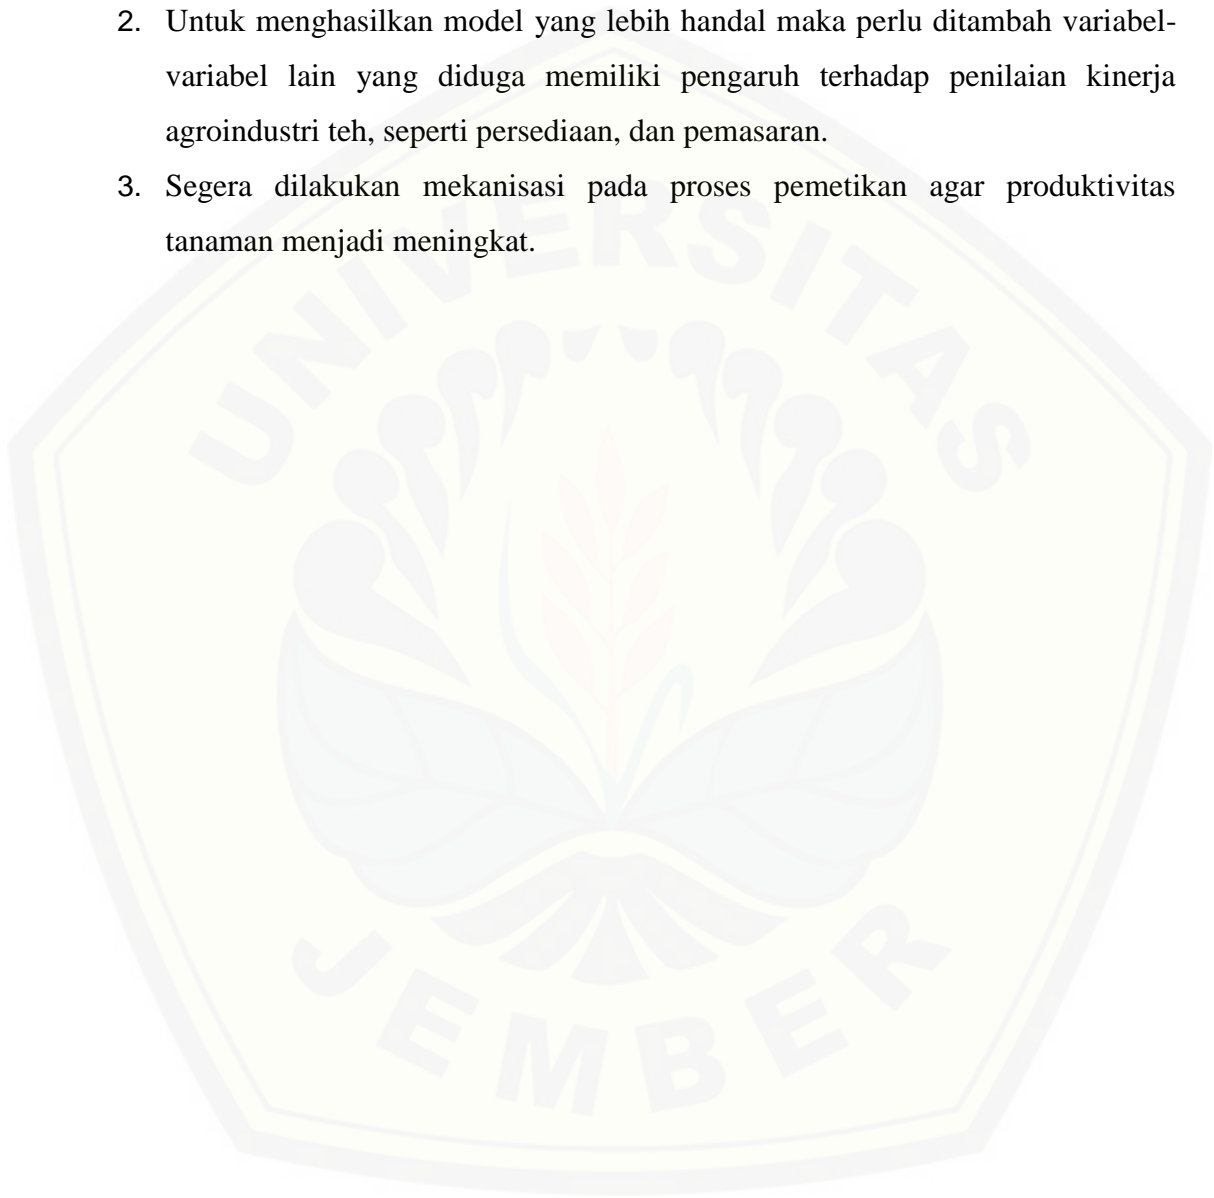 2. Untuk menghasilkan model yang lebih handal maka perlu ditambah variabel-
variabel lain yang diduga memiliki pengaruh terhadap penilaian kinerja
agroindustri teh, seperti persediaan, dan pemasaran.
3. Segera dilakukan mekanisasi pada proses pemetikan agar produktivitas
tanaman menjadi meningkat.
UNIVERSITAS
JEMBER